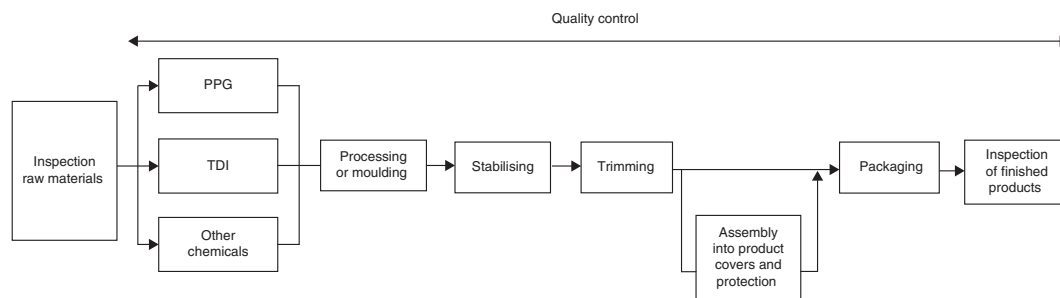 Quality control
Inspection
raw materials
PPG
TDI
Other
chemicals
Processing
or moulding
Stabilising
Trimming
Assembly
into product
covers and
protection
Packaging
Inspection
of finished
products